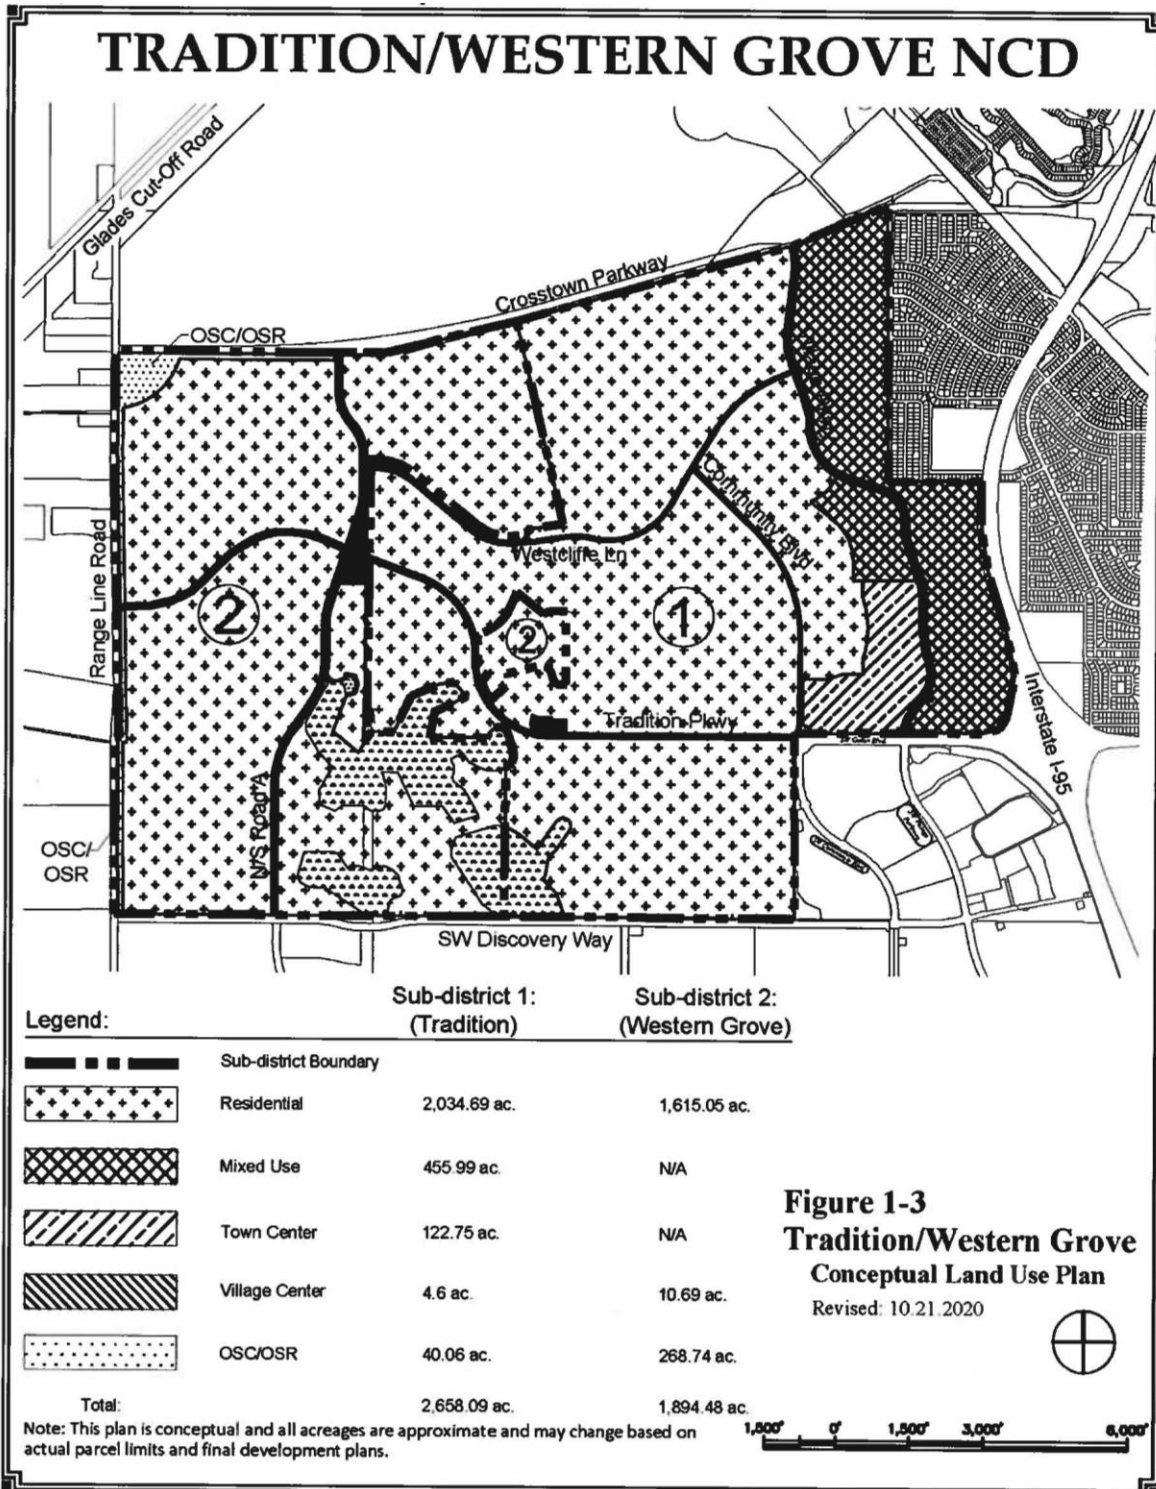 TRADITION/WESTERN GROVE NCD
Glades Cut-Off Road
Crosstown Parkway
OSC/OSR
Community Blvd
Westcliffe Ln
Range Line Road
2
1
2
Tradition Pkwy
Interstate I-95
N/S Road A
OSC/
OSR
SW Discovery Way
Sub-district 1: Sub-district 2:
Legend: (Tradition) (Western Grove)
Sub-district Boundary
Residential 2,034.69 ac. 1,615.05 ac.
Mixed Use 455.99 ac. N/A
Town Center 122.75 ac. N/A
Village Center 4.6 ac. 10.69 ac.
OSC/OSR 40.06 ac. 268.74 ac.
Total: 2,658.09 ac. 1,894.48 ac.
Figure 1-3
Tradition/Western Grove
Conceptual Land Use Plan
Revised: 10.21.2020
Note: This plan is conceptual and all acreages are approximate and may change based on
actual parcel limits and final development plans.
1,500' 0' 1,500' 3,000' 6,000'